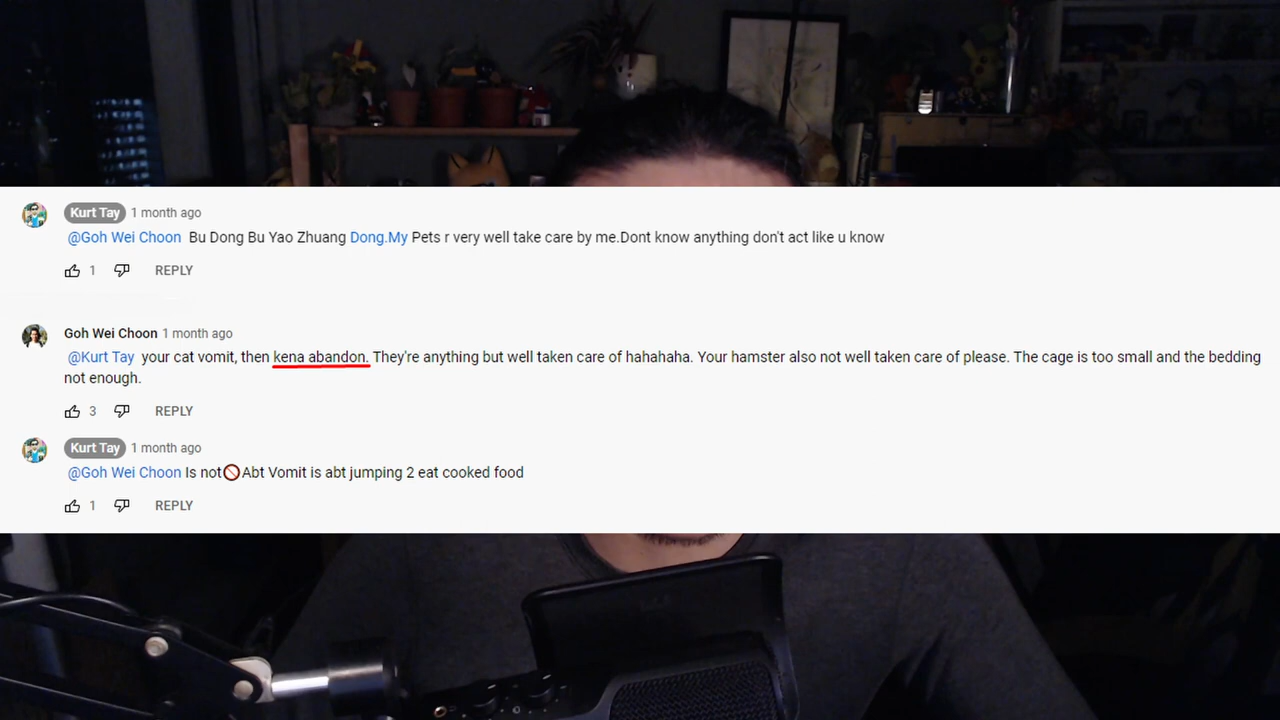 Kurt Tay 1 month ago
@Goh Wei Choon Bu Dong Bu Yao Zhuang Dong.My Pets r very well take care by me.Dont know anything don't act like u know
1 REPLY
Goh Wei Choon 1 month ago
@Kurt Tay your cat vomit, then kena abandon. They're anything but well taken care of hahahaha. Your hamster also not well taken care of please. The cage is too small and the bedding
not enough.
3 REPLY
Kurt Tay 1 month ago
@Goh Wei Choon Is not🚫Abt Vomit is abt jumping 2 eat cooked food
1 REPLY